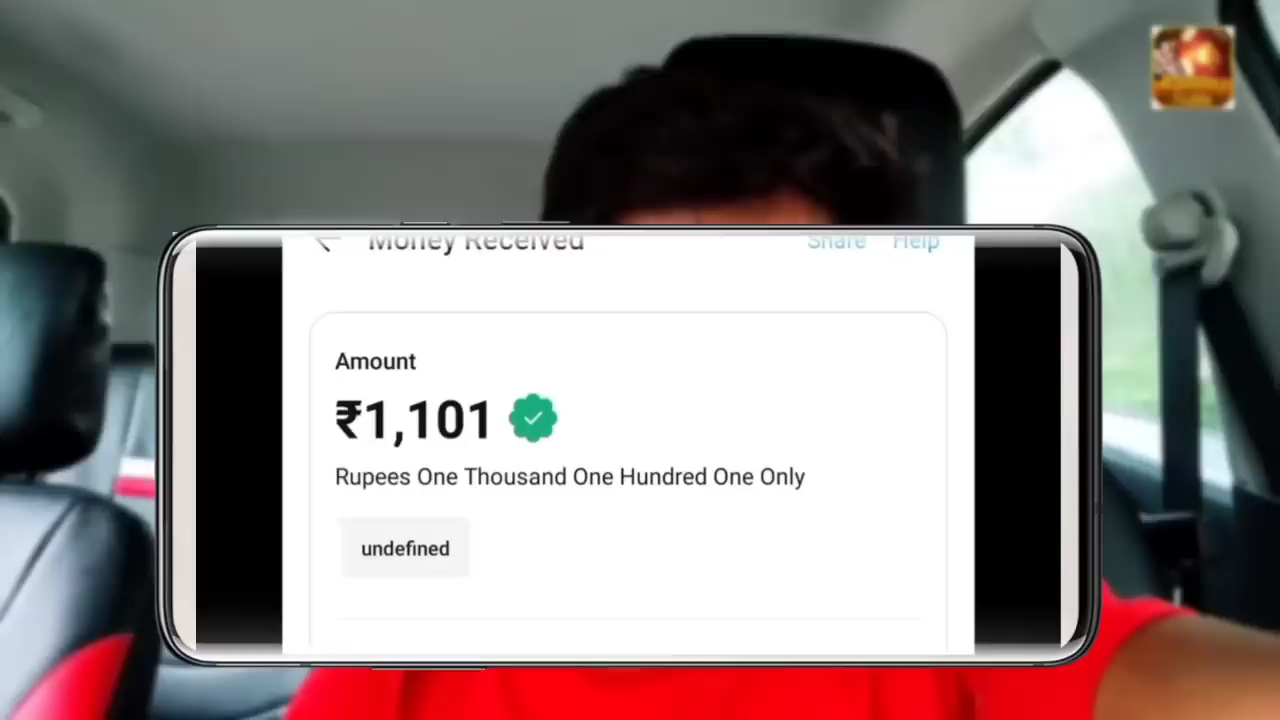 Money Received Share Help
Amount
₹1,101
Rupees One Thousand One Hundred One Only
undefined